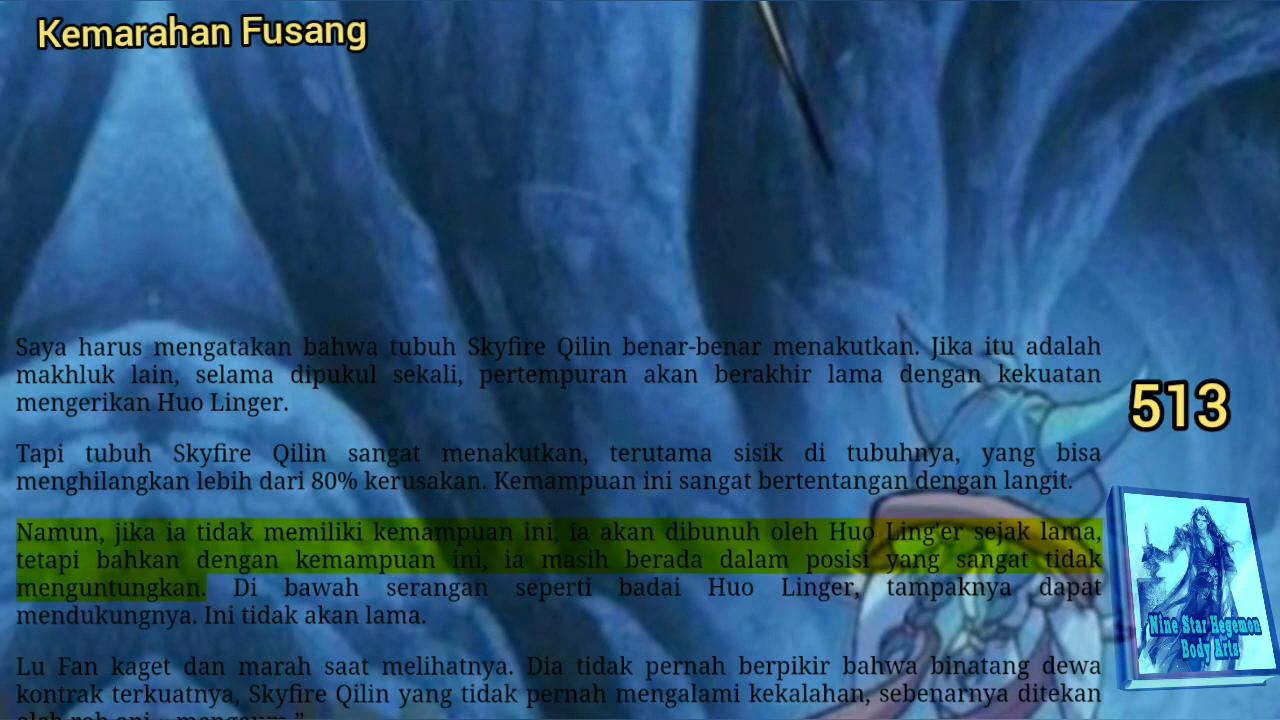 Kemarahan Fusang
Saya harus mengatakan bahwa tubuh Skyfire Qilin benar-benar menakutkan. Jika itu adalah
makhluk lain, selama dipukul sekali, pertempuran akan berakhir lama dengan kekuatan
mengerikan Huo Linger.
Tapi tubuh Skyfire Qilin sangat menakutkan, terutama sisik di tubuhnya, yang bisa
menghilangkan lebih dari 80% kerusakan. Kemampuan ini sangat bertentangan dengan langit.
Namun, jika ia tidak memiliki kemampuan ini, ia akan dibunuh oleh Huo Ling'er sejak lama,
tetapi bahkan dengan kemampuan ini, ia masih berada dalam posisi yang sangat tidak
menguntungkan. Di bawah serangan seperti badai Huo Linger, tampaknya dapat
mendukungnya. Ini tidak akan lama.
Lu Fan kaget dan marah saat melihatnya. Dia tidak pernah berpikir bahwa binatang dewa
kontrak terkuatnya, Skyfire Qilin yang tidak pernah mengalami kekalahan, sebenarnya ditekan
513
Nine Star Hegemon
Body Arts